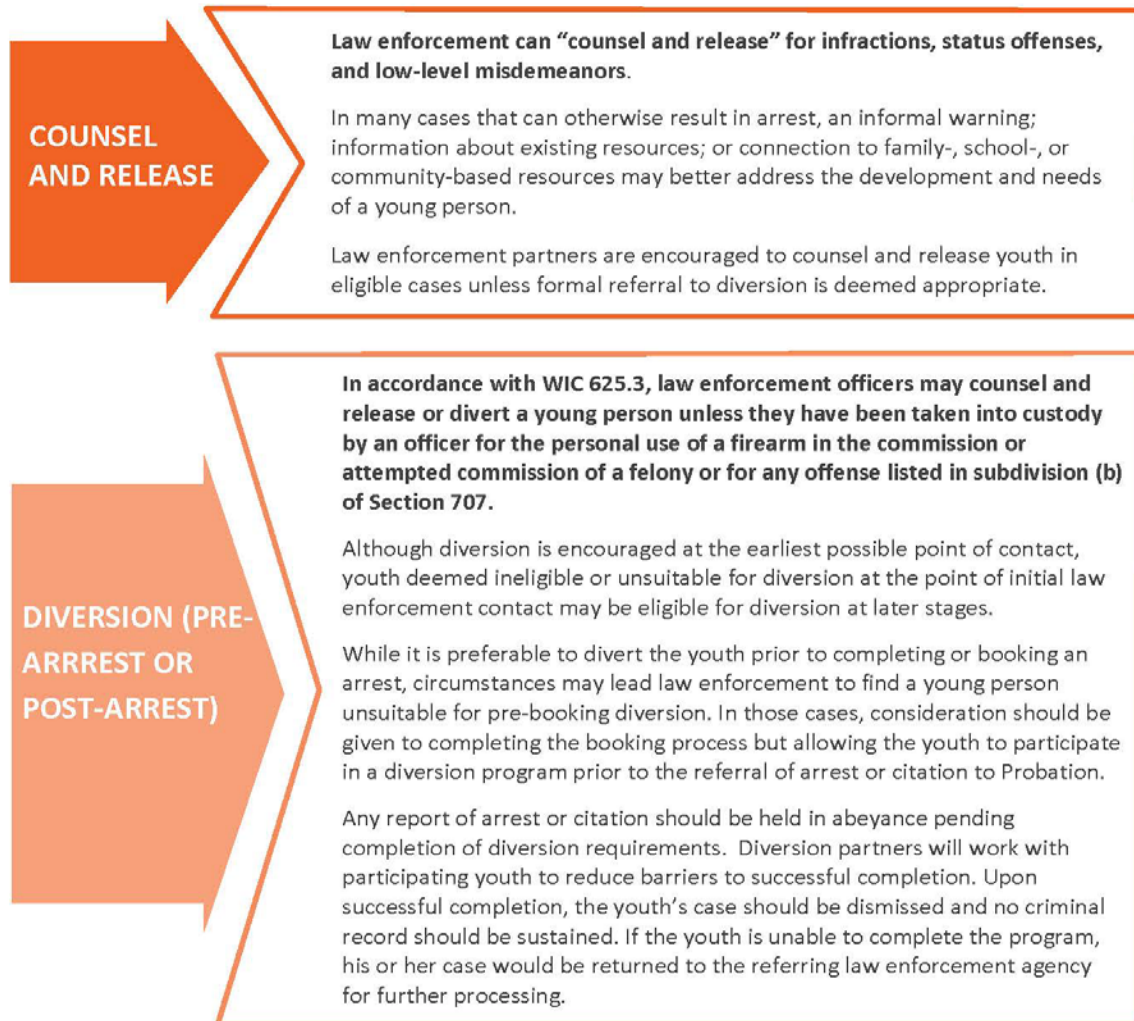 COUNSEL
AND RELEASE
Law enforcement can “counsel and release” for infractions, status offenses,
and low-level misdemeanors.
In many cases that can otherwise result in arrest, an informal warning;
information about existing resources; or connection to family-, school-, or
community-based resources may better address the development and needs
of a young person.
Law enforcement partners are encouraged to counsel and release youth in
eligible cases unless formal referral to diversion is deemed appropriate.
DIVERSION (PRE-
ARRREST OR
POST-ARREST)
In accordance with WIC 625.3, law enforcement officers may counsel and
release or divert a young person unless they have been taken into custody
by an officer for the personal use of a firearm in the commission or
attempted commission of a felony or for any offense listed in subdivision (b)
of Section 707.
Although diversion is encouraged at the earliest possible point of contact,
youth deemed ineligible or unsuitable for diversion at the point of initial law
enforcement contact may be eligible for diversion at later stages.
While it is preferable to divert the youth prior to completing or booking an
arrest, circumstances may lead law enforcement to find a young person
unsuitable for pre-booking diversion. In those cases, consideration should be
given to completing the booking process but allowing the youth to participate
in a diversion program prior to the referral of arrest or citation to Probation.
Any report of arrest or citation should be held in abeyance pending
completion of diversion requirements.  Diversion partners will work with
participating youth to reduce barriers to successful completion. Upon
successful completion, the youth’s case should be dismissed and no criminal
record should be sustained. If the youth is unable to complete the program,
his or her case would be returned to the referring law enforcement agency
for further processing.